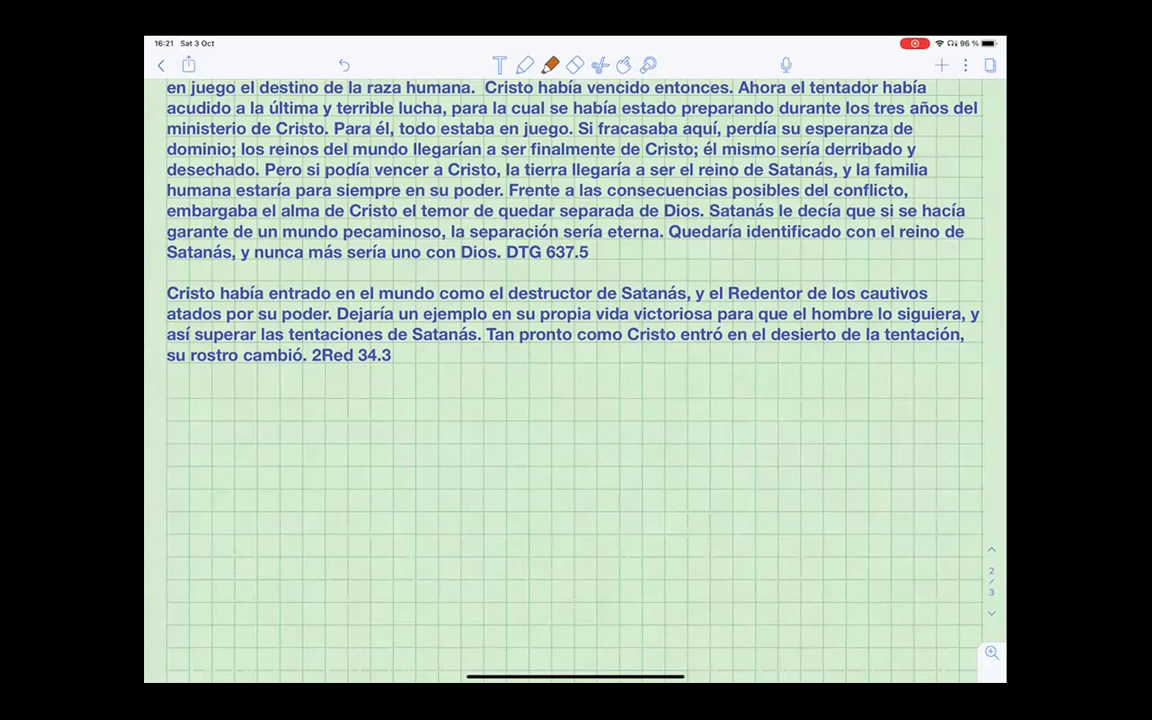 16:21 Sat 3 Oct 96 %
en juego el destino de la raza humana. Cristo había vencido entonces. Ahora el tentador había
acudido a la última y terrible lucha, para la cual se había estado preparando durante los tres años del
ministerio de Cristo. Para él, todo estaba en juego. Si fracasaba aquí, perdía su esperanza de
dominio; los reinos del mundo llegarían a ser finalmente de Cristo; él mismo sería derribado y
desechado. Pero si podía vencer a Cristo, la tierra llegaría a ser el reino de Satanás, y la familia
humana estaría para siempre en su poder. Frente a las consecuencias posibles del conflicto,
embargaba el alma de Cristo el temor de quedar separada de Dios. Satanás le decía que si se hacía
garante de un mundo pecaminoso, la separación sería eterna. Quedaría identificado con el reino de
Satanás, y nunca más sería uno con Dios. DTG 637.5
Cristo había entrado en el mundo como el destructor de Satanás, y el Redentor de los cautivos
atados por su poder. Dejaría un ejemplo en su propia vida victoriosa para que el hombre lo siguiera, y
así superar las tentaciones de Satanás. Tan pronto como Cristo entró en el desierto de la tentación,
su rostro cambió. 2Red 34.3
2
/
3